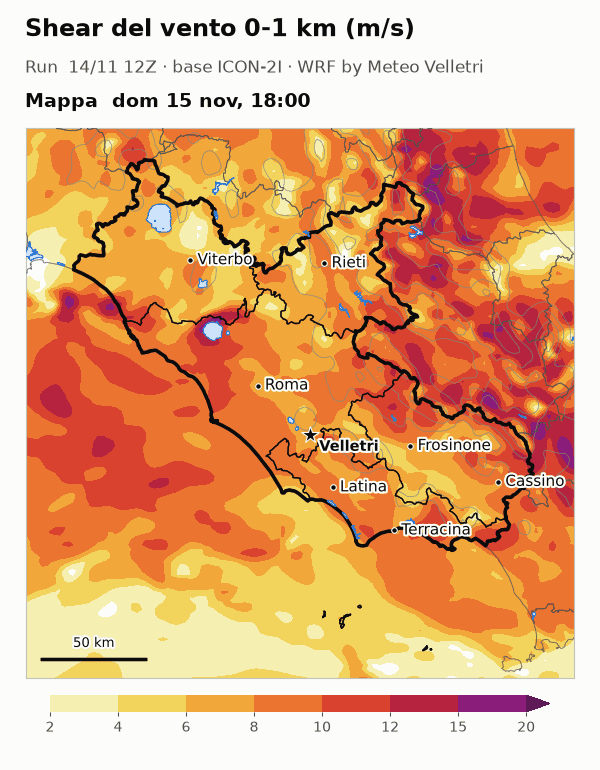 Shear del vento 0-1 km (m/s)
Run  14/11 12Z · base ICON-2I · WRF by Meteo Velletri
Mappa  dom 15 nov, 18:00
Viterbo
Rieti
Roma
Velletri
Frosinone
Latina
Cassino
Terracina
50 km
2 4 6 8 10 12 15 20